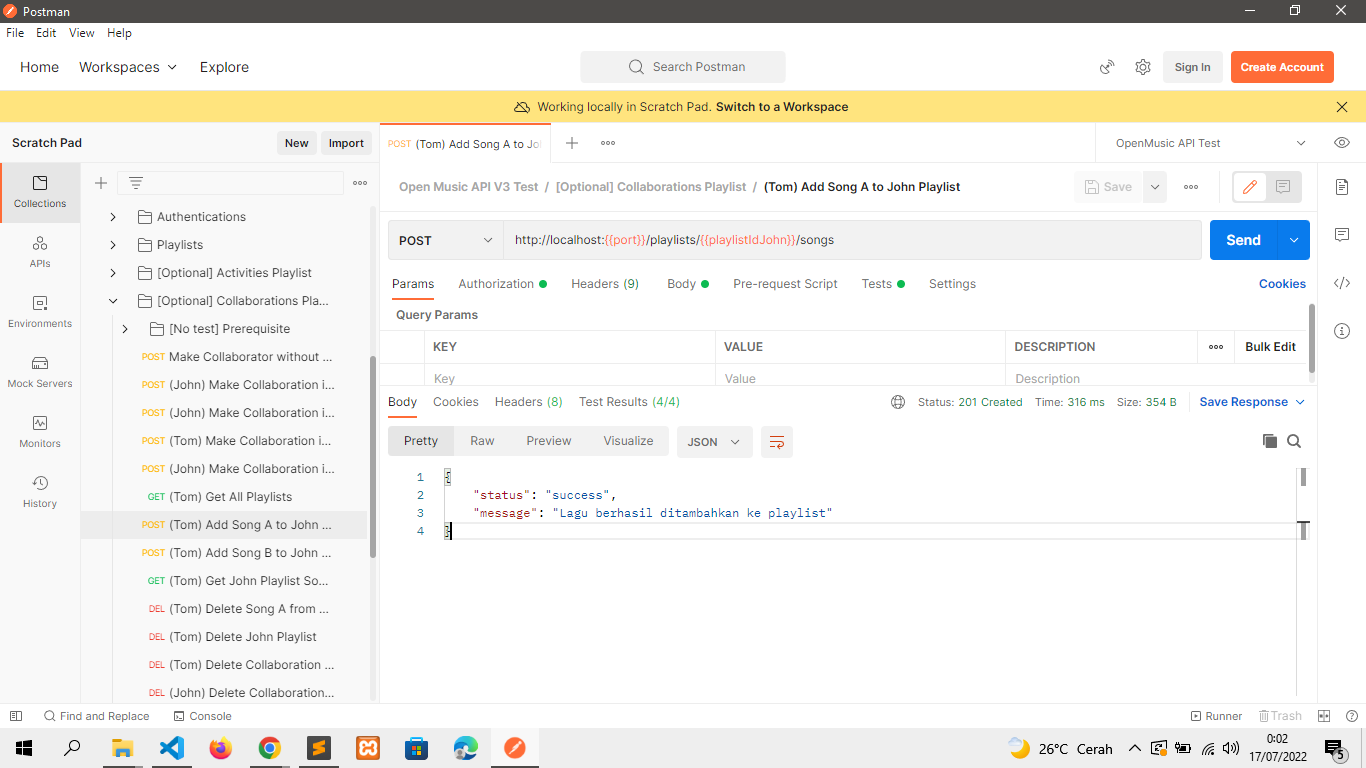 Postman
File Edit View Help
Home Workspaces Explore
Search Postman
Sign In
Create Account
Working locally in Scratch Pad. Switch to a Workspace
Scratch Pad
New
Import
POST (Tom) Add Song A to Jo
OpenMusic API Test
Collections
APIs
Environments
Mock Servers
Monitors
History
Authentications
Playlists
[Optional] Activities Playlist
[Optional] Collaborations Pla...
[No test] Prerequisite
POST Make Collaborator without ...
POST (John) Make Collaboration i...
POST (John) Make Collaboration i...
POST (Tom) Make Collaboration i...
POST (John) Make Collaboration i...
GET (Tom) Get All Playlists
POST (Tom) Add Song A to John ...
POST (Tom) Add Song B to John ...
GET (Tom) Get John Playlist So...
DEL (Tom) Delete Song A from ...
DEL (Tom) Delete John Playlist
DEL (Tom) Delete Collaboration ...
DEL (John) Delete Collaboration...
Open Music API V3 Test / [Optional] Collaborations Playlist / (Tom) Add Song A to John Playlist
Save
POST http://localhost:{{port}}/playlists/{{playlistIdJohn}}/songs
Send
Params Authorization Headers (9) Body Pre-request Script Tests Settings Cookies
Query Params
KEY VALUE DESCRIPTION Bulk Edit
Key Value Description
Body Cookies Headers (8) Test Results (4/4)
Status: 201 Created Time: 316 ms Size: 354 B
Save Response
Pretty Raw Preview Visualize JSON
1 {
2 "status": "success",
3 "message": "Lagu berhasil ditambahkan ke playlist"
4 }
Find and Replace Console
Runner Trash
26°C Cerah
0:02
17/07/2022
5